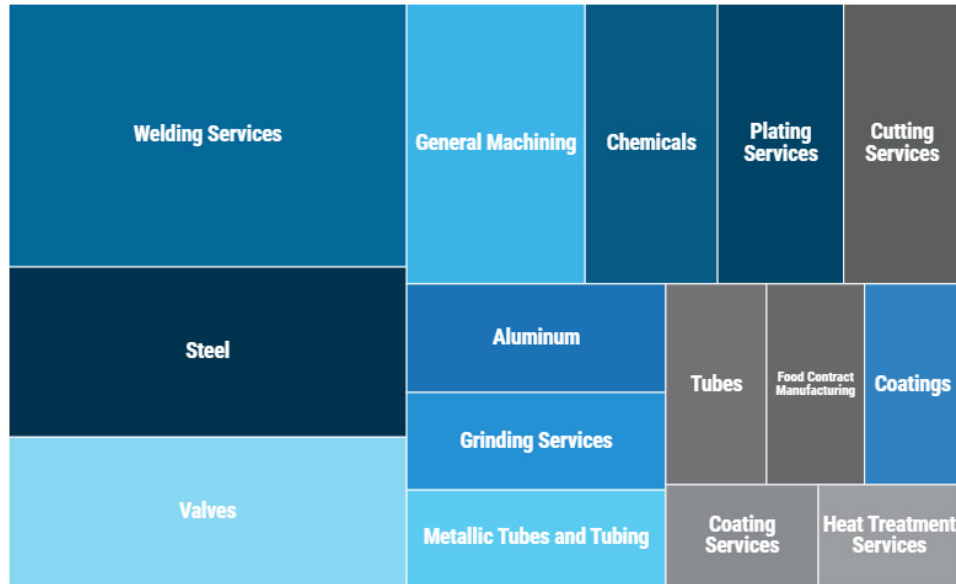 Welding Services
General Machining
Chemicals
Plating
Services
Cutting
Services
Steel
Aluminum
Tubes
Food Contract
Manufacturing
Coatings
Grinding Services
Valves
Metallic Tubes and Tubing
Coating
Services
Heat Treatment
Services